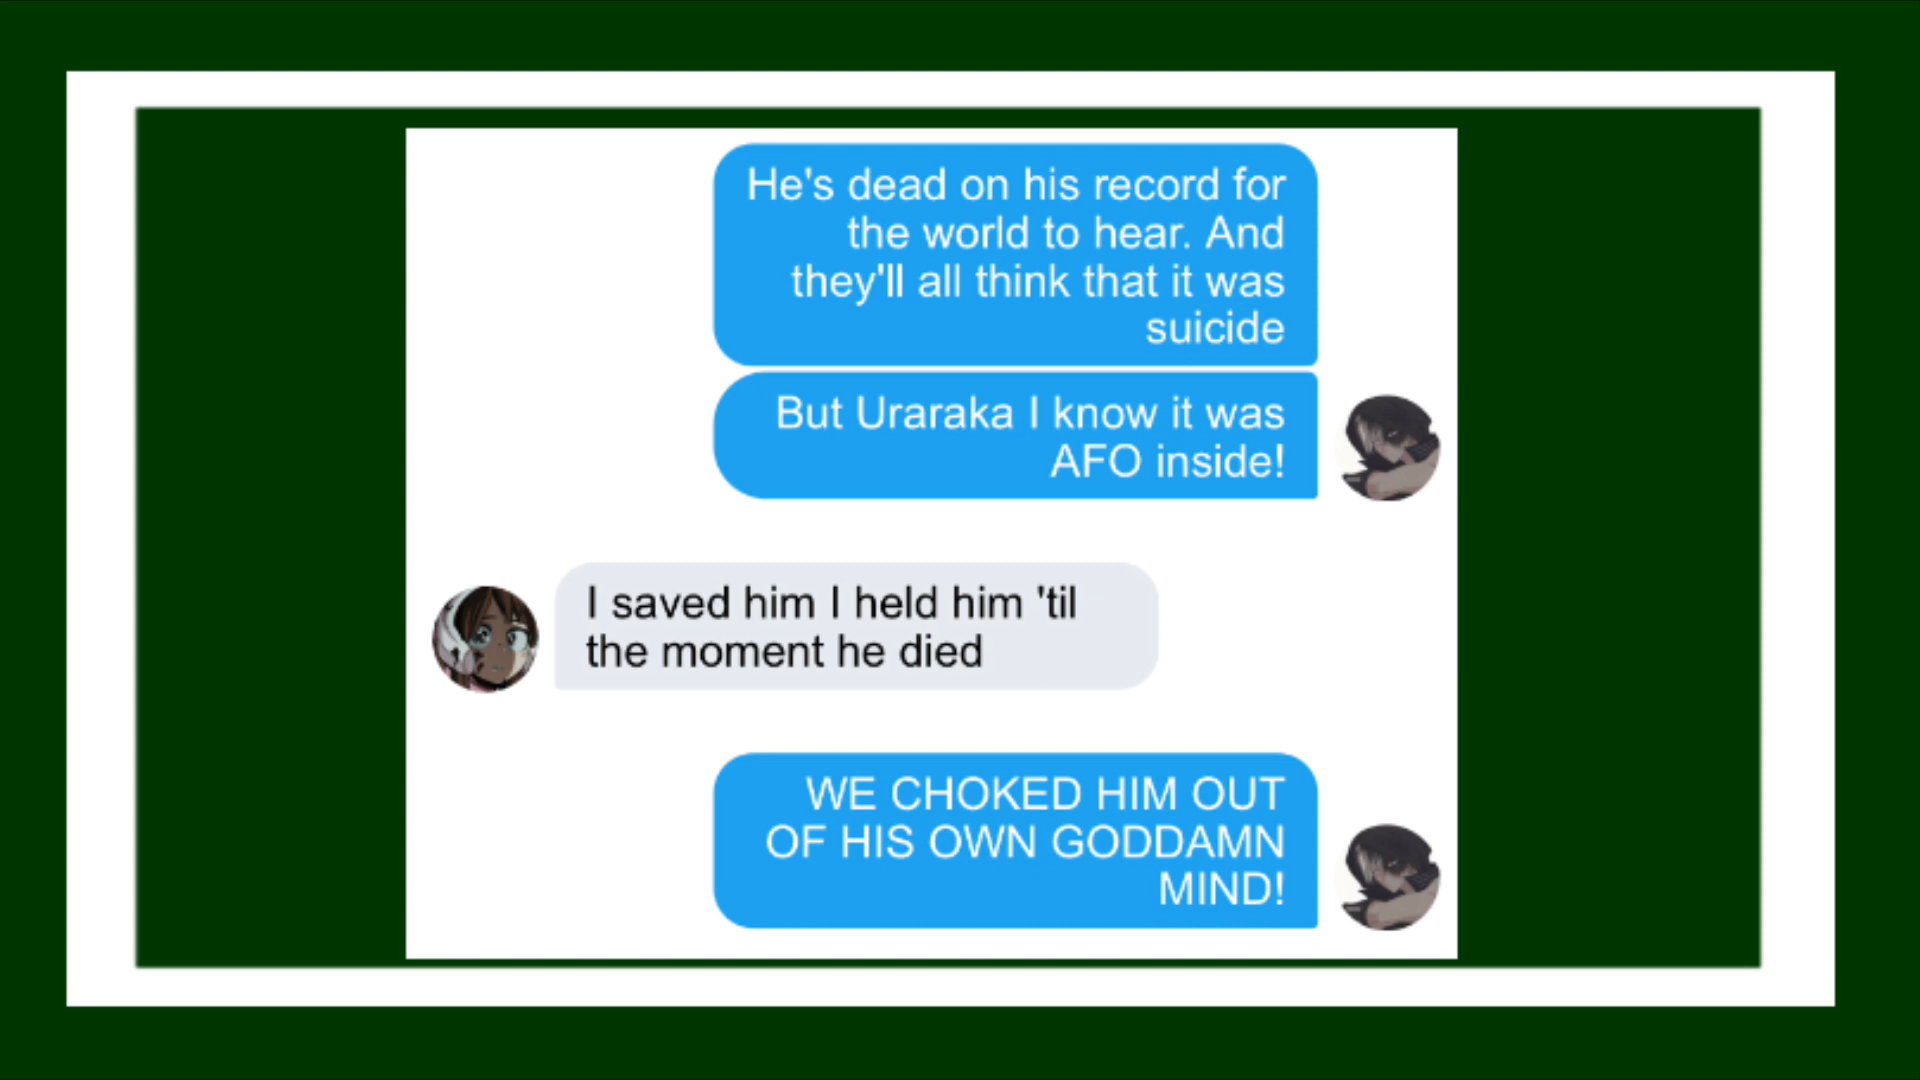 He's dead on his record for
the world to hear. And
they'll all think that it was
suicide
But Uraraka I know it was
AFO inside!
I saved him I held him 'til
the moment he died
WE CHOKED HIM OUT
OF HIS OWN GODDAMN
MIND!